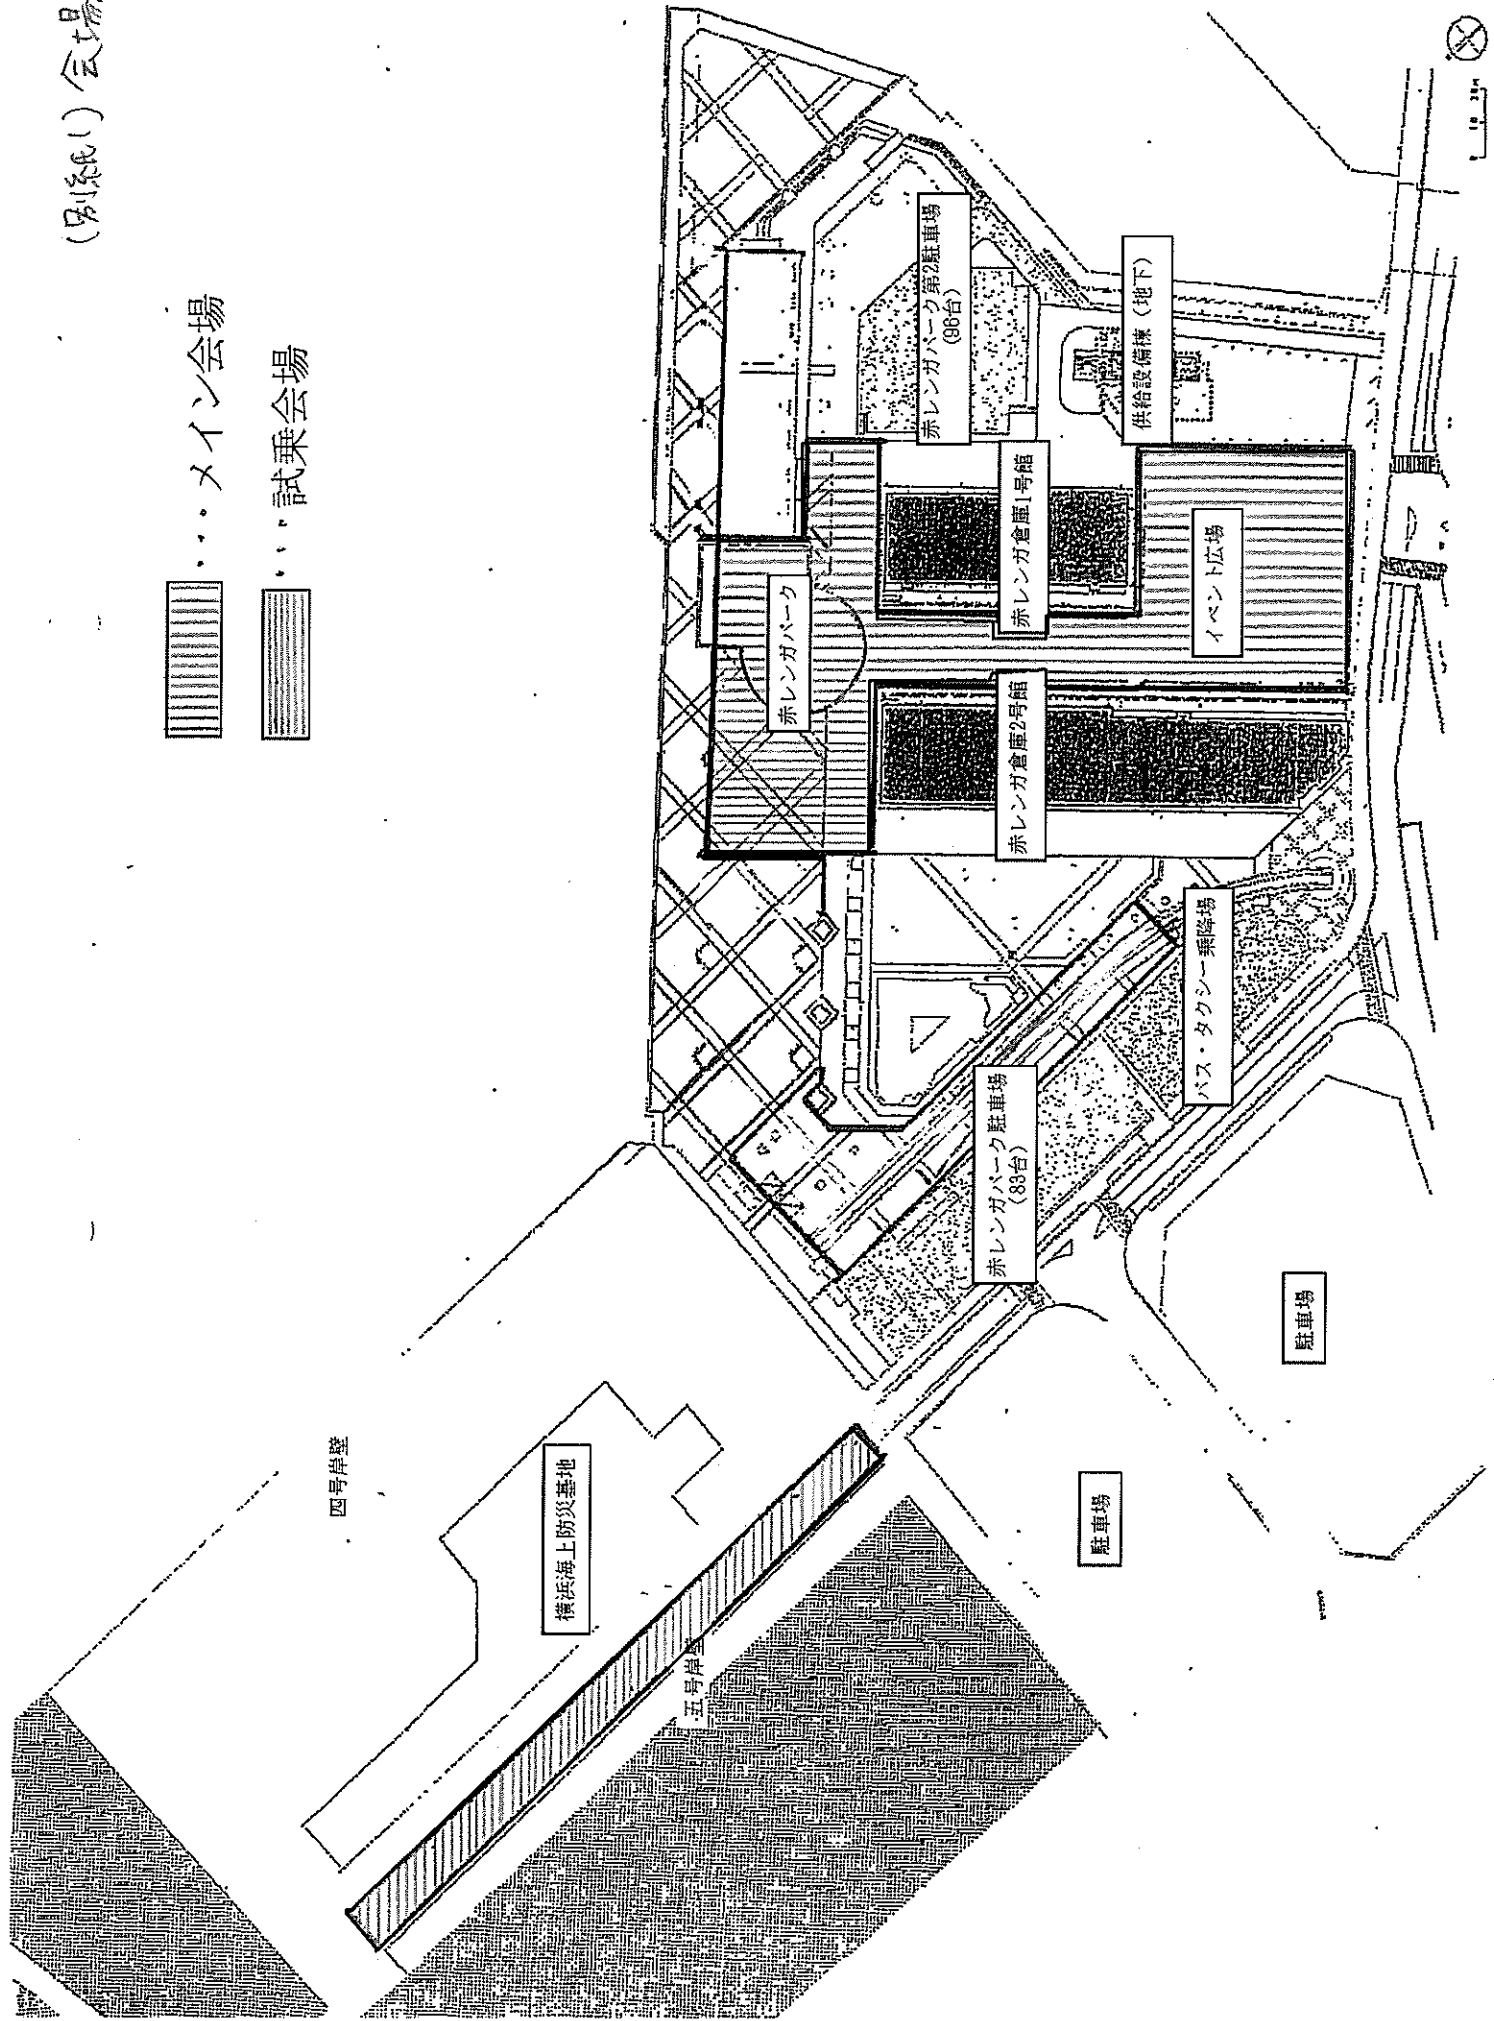 (別紙1) 会場
・・・メイン会場
・・・試乗会場
四号岸壁
横浜海上防災基地
五号岸壁
赤レンガパーク
赤レンガパーク第2駐車場
(96台)
赤レンガ倉庫1号館
供給設備棟(地下)
イベント広場
赤レンガ倉庫2号館
赤レンガパーク駐車場
(83台)
バス・タクシー乗降場
駐車場
駐車場